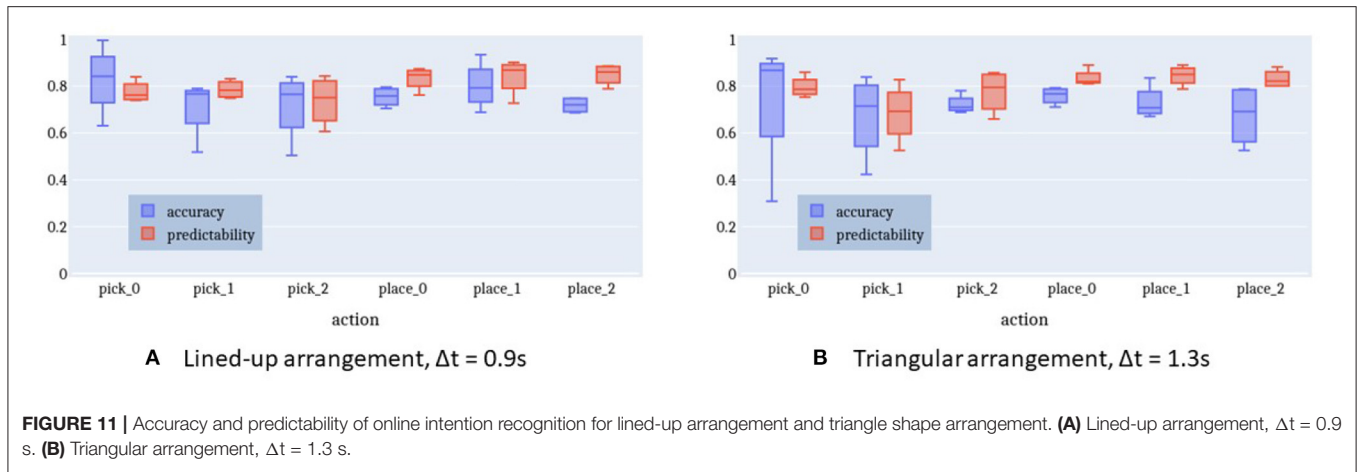 1
0.8
0.6
0.4
0.2
0
accuracy
predictability
pick_0 pick_1 pick_2 place_0 place_1 place_2
action
A Lined-up arrangement, Δt = 0.9s
1
0.8
0.6
0.4
0.2
0
accuracy
predictability
pick_0 pick_1 pick_2 place_0 place_1 place_2
action
B Triangular arrangement, Δt = 1.3s
FIGURE 11 | Accuracy and predictability of online intention recognition for lined-up arrangement and triangle shape arrangement. (A) Lined-up arrangement, Δt = 0.9
s. (B) Triangular arrangement, Δt = 1.3 s.